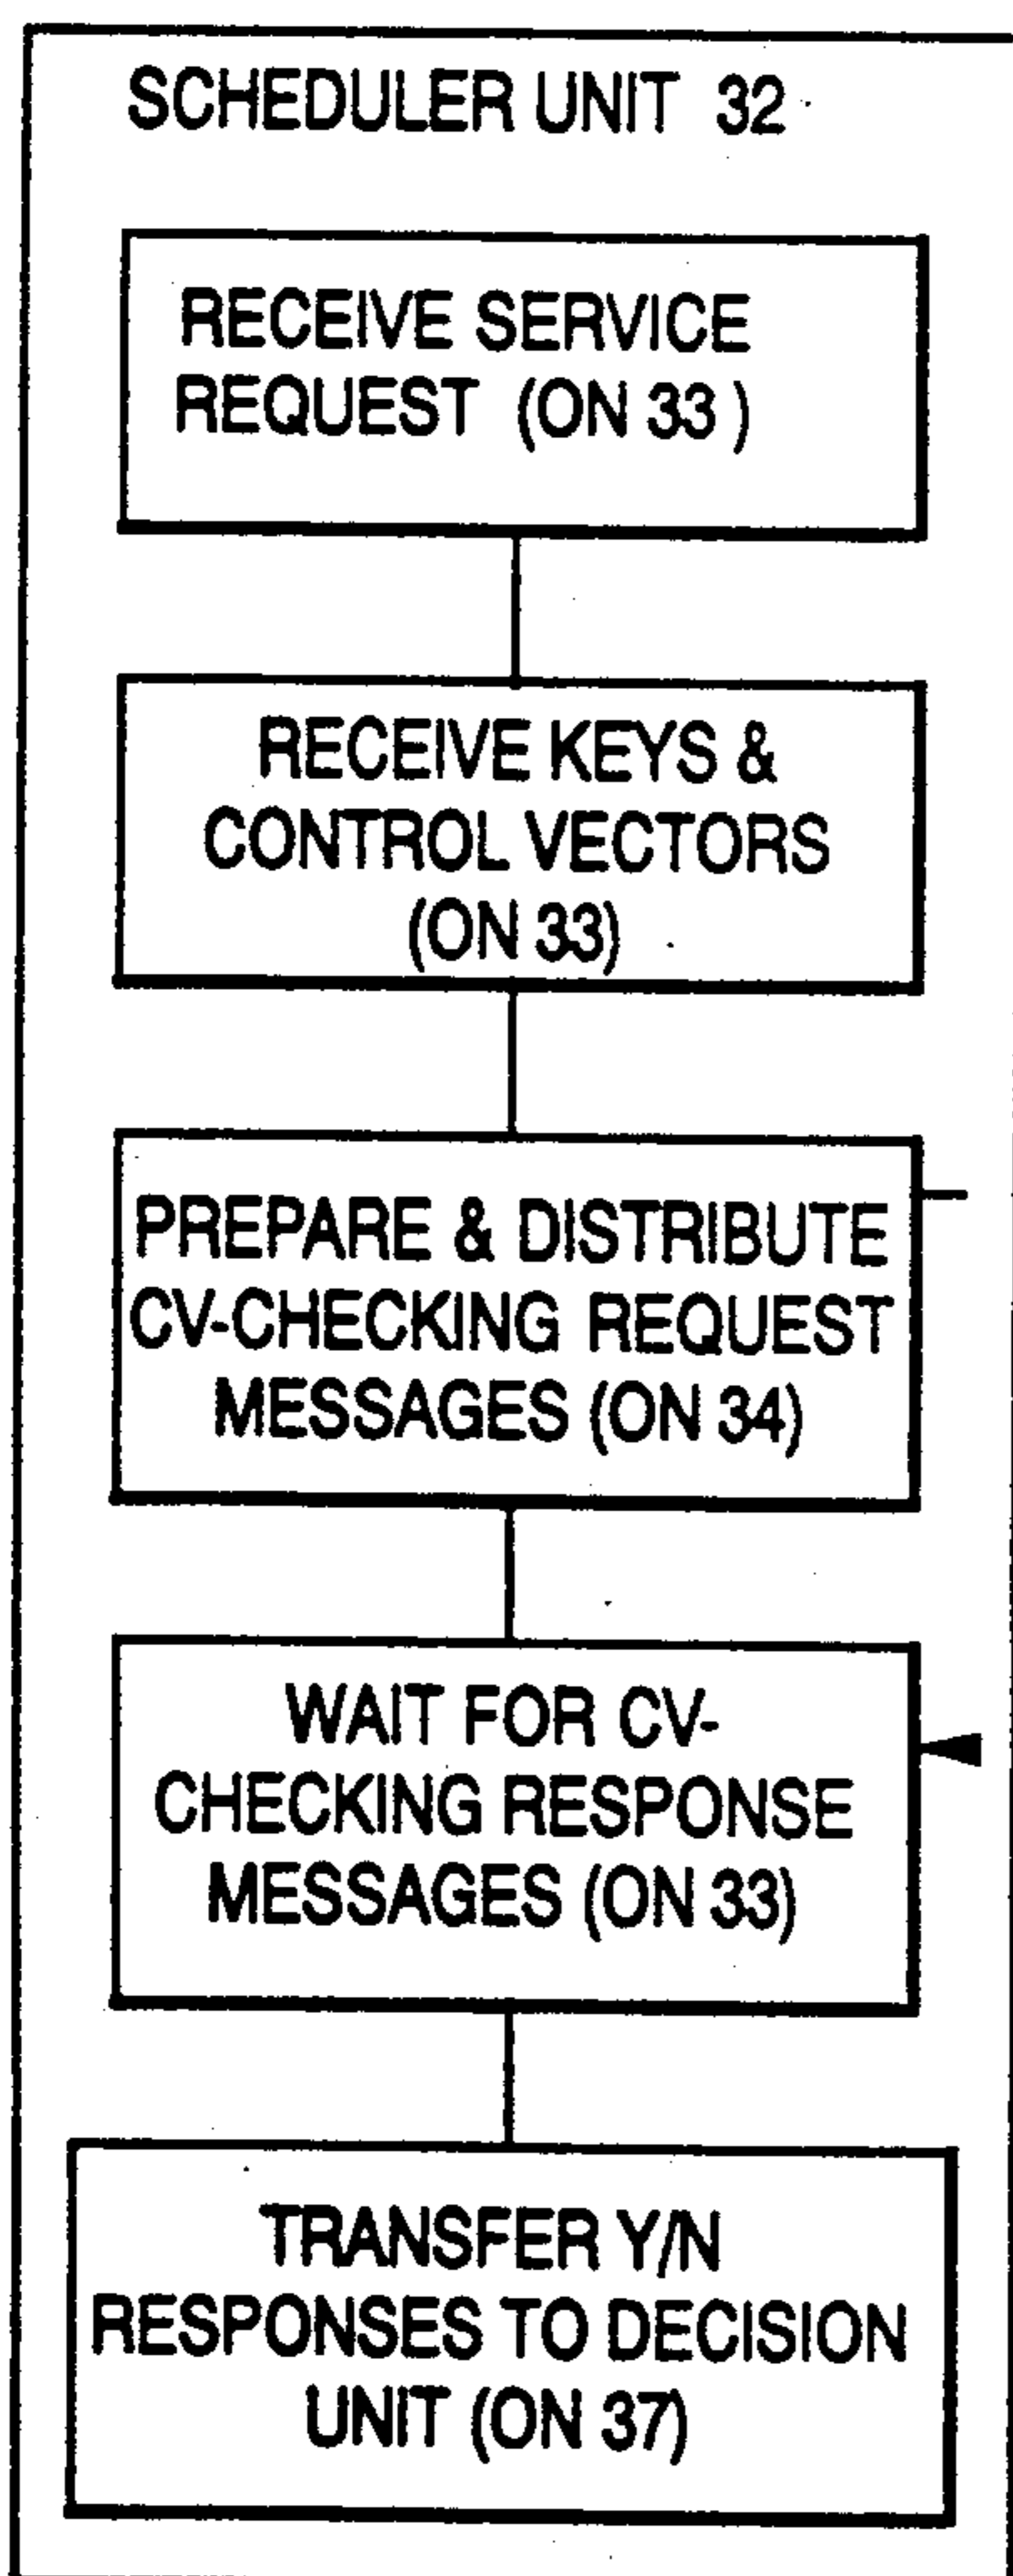 SCHEDULER UNIT 32
RECEIVE SERVICE
REQUEST (ON 33 )
RECEIVE KEYS &
CONTROL VECTORS
(ON 33)
PREPARE & DISTRIBUTE
CV-CHECKING REQUEST
MESSAGES (ON 34)
WAIT FOR CV-
CHECKING RESPONSE
MESSAGES (ON 33)
TRANSFER Y/N
RESPONSES TO DECISION
UNIT (ON 37)